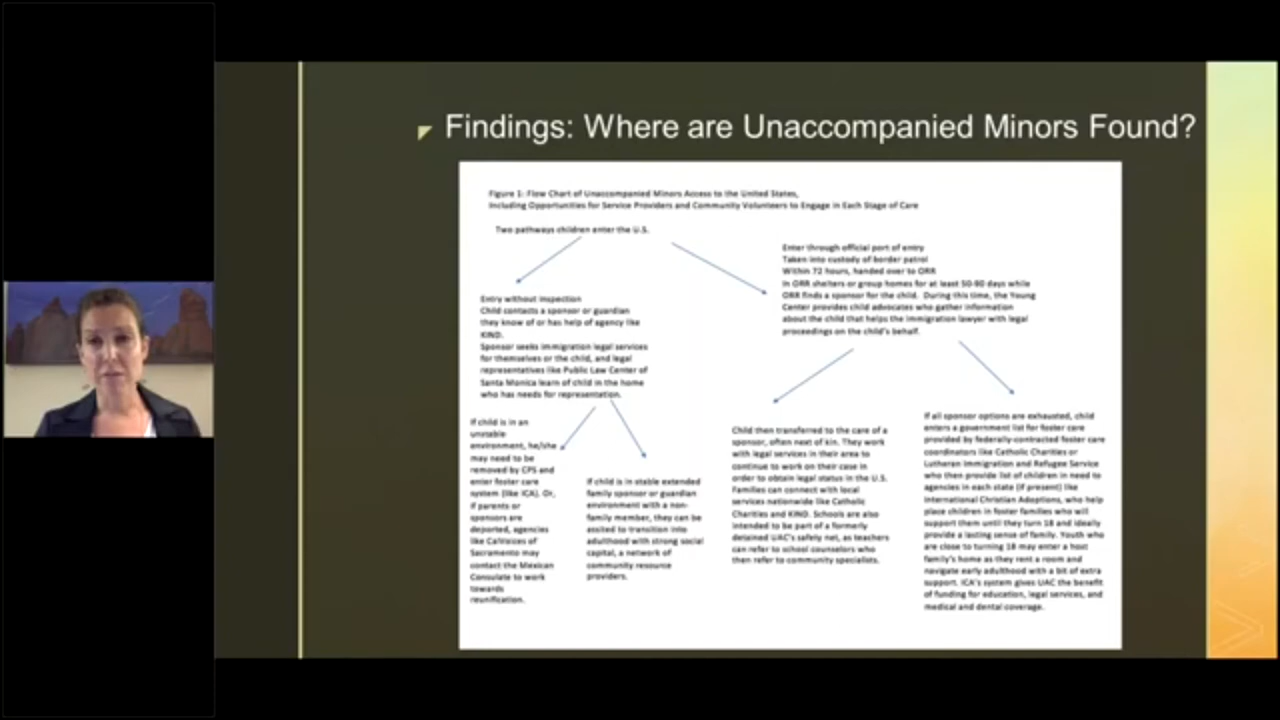 Findings: Where are Unaccompanied Minors Found?
Figure 1: Flow Chart of Unaccompanied Minors Access to the United States,
Including Opportunities for Service Providers and Community Volunteers to Engage in Each Stage of Care
Two pathways children enter the U.S.
Entry without inspection
Child contacts a sponsor or guardian
they know of or has help of agency like
KIND.
Sponsor seeks immigration legal services
for themselves or the child, and legal
representatives like Public Law Center of
Santa Monica learn of child in the home
who has needs for representation.
If child is in an
unstable
environment, he/she
may need to be
removed by CPS and
enter foster care
system (like ICA). Or,
if parents or
sponsors are
deported, agencies
like CalVoices of
Sacramento may
contact the Mexican
Consulate to work
towards
reunification.
If child is in stable extended
family sponsor or guardian
environment with a non-
family member, they can be
assited to transition into
adulthood with strong social
capital, a network of
community resource
providers.
Enter through official port of entry
Taken into custody of border patrol
Within 72 hours, handed over to ORR
In ORR shelters or group homes for at least 50-90 days while
ORR finds a sponsor for the child. During this time, the Young
Center provides child advocates who gather information
about the child that helps the immigration lawyer with legal
proceedings on the child's behalf.
Child then transferred to the care of a
sponsor, often next of kin. They work
with legal services in their area to
continue to work on their case in
order to obtain legal status in the U.S.
Families can connect with local
services nationwide like Catholic
Charities and KIND. Schools are also
intended to be part of a formerly
detained UAC's safely net, as teachers
can refer to school counselors who
then refer to community specialists.
If all sponsor options are exhausted, child
enters a government list for foster care
provided by federally-contracted foster care
coordinators like Catholic Charities or
Lutheran Immigration and Refugee Service
who then provide list of children in need to
agencies in each state (if present) like
International Christian Adoptions, who help
place children in foster families who will
support them until they turn 18 and ideally
provide a lasting sense of family. Youth who
are close to turning 18 may enter a host
family's home as they rent a room and
navigate early adulthood with a bit of extra
support. ICA's system gives UAC the benefit
of funding for education, legal services, and
medical and dental coverage.